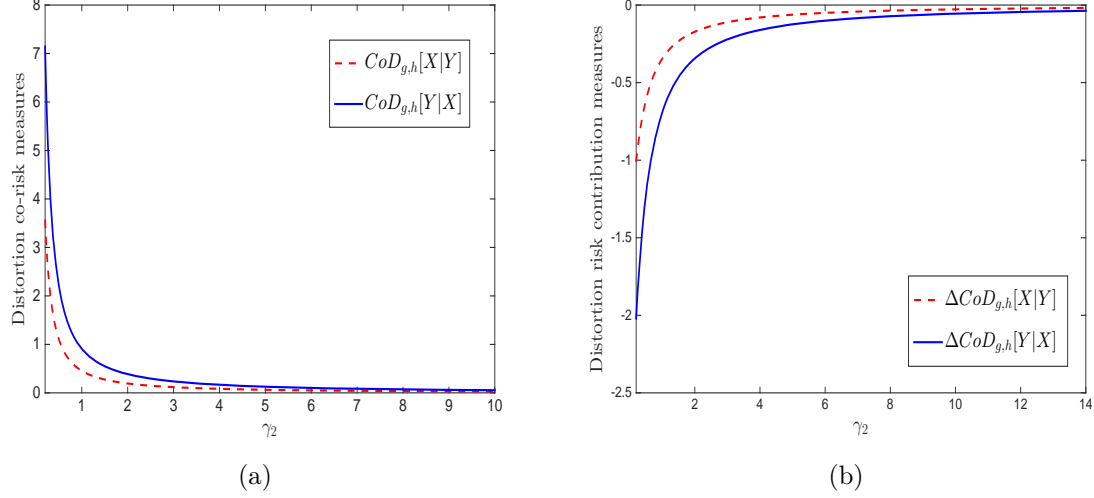 8
7
6
5
4
3
2
1
0
Distortion co-risk measures
CoD_{g,h}[X|Y]
CoD_{g,h}[Y|X]
1 2 3 4 5 6 7 8 9 10
γ_2
(a)
0
-0.5
-1
-1.5
-2
-2.5
Distortion risk contribution measures
ΔCoD_{g,h}[X|Y]
ΔCoD_{g,h}[Y|X]
2 4 6 8 10 12 14
γ_2
(b)